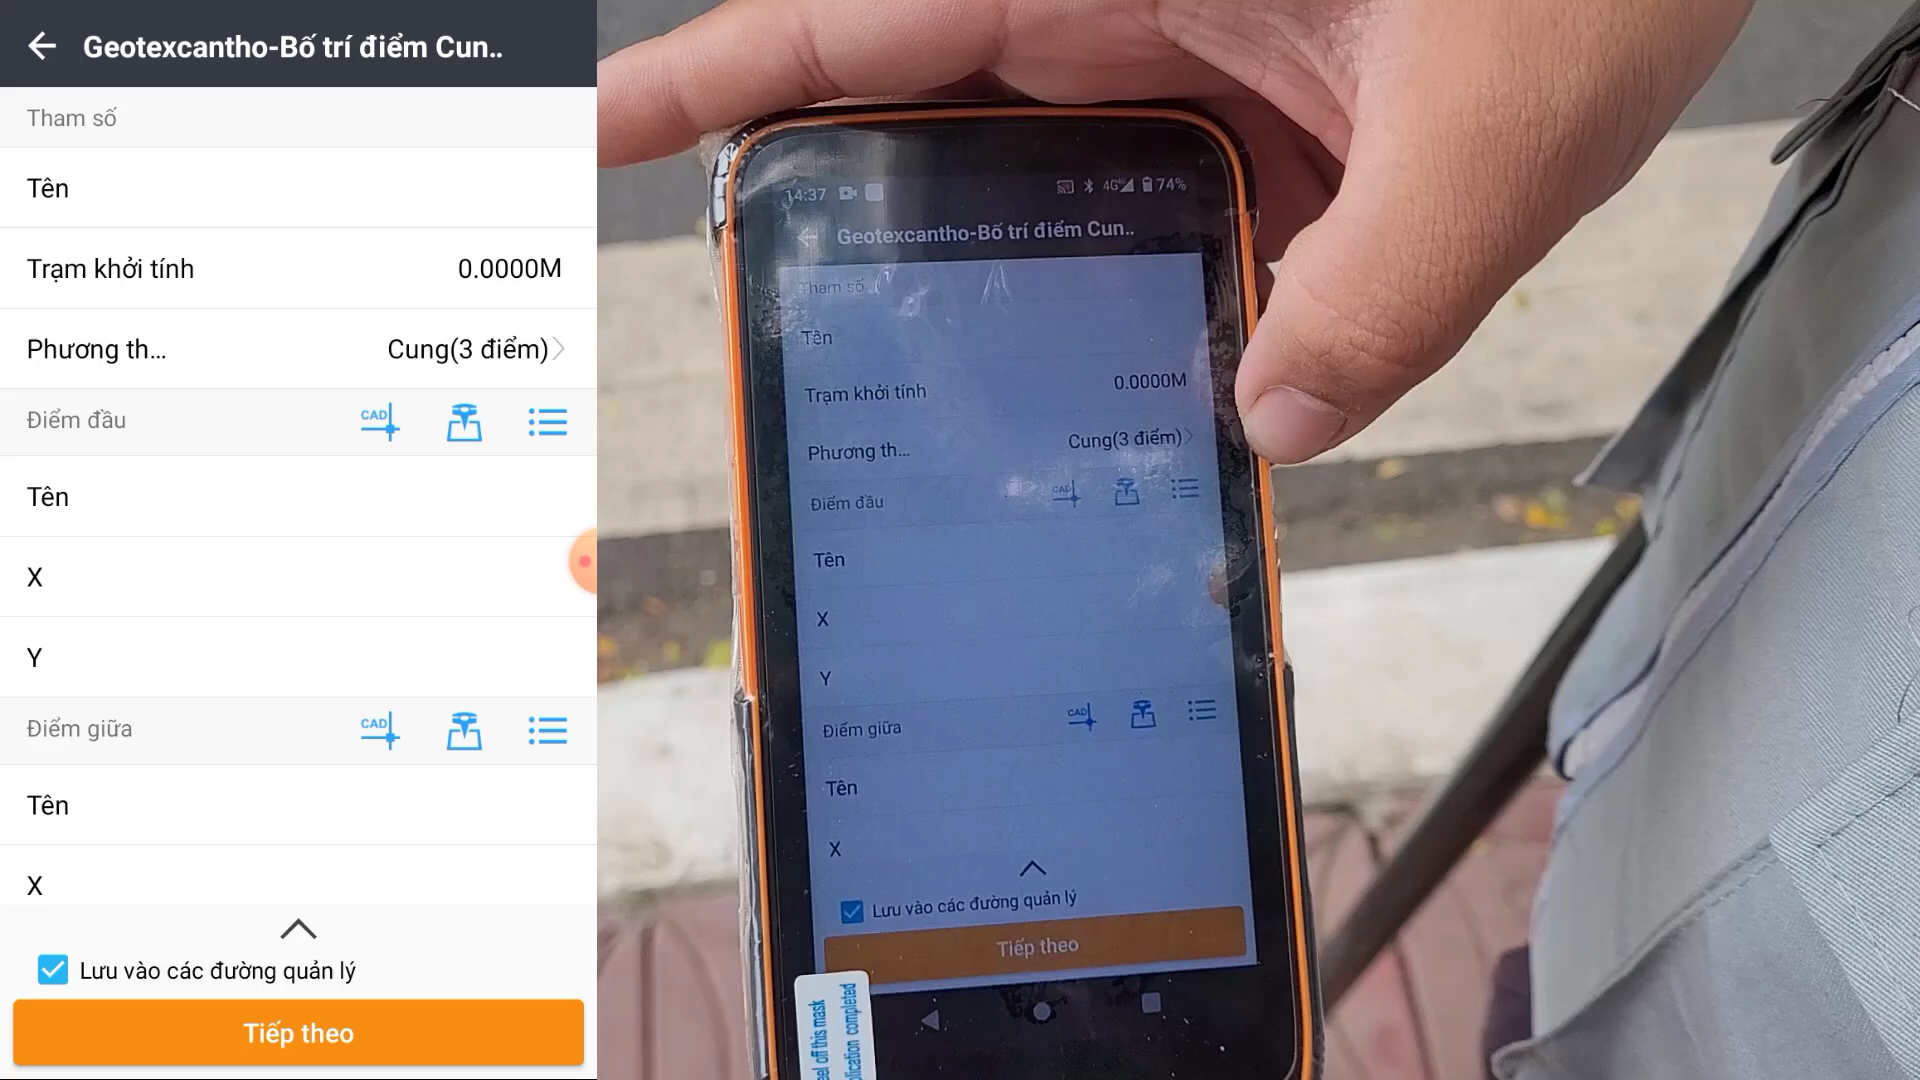 Geotexcantho-Bố trí điểm Cun..
Tham số
Tên
Trạm khởi tính 0.0000M
Phương th... Cung(3 điểm)
Điểm đầu CAD
Tên
X
Y
Điểm giữa CAD
Tên
X
Lưu vào các đường quản lý
Tiếp theo
14:37 4G 74%
Geotexcantho-Bố trí điểm Cun..
Tham số
Tên
Trạm khởi tính 0.0000M
Phương th... Cung(3 điểm)
Điểm đầu CAD
Tên
X
Y
Điểm giữa CAD
Tên
X
Lưu vào các đường quản lý
Tiếp theo
eel off this mask
plication completed